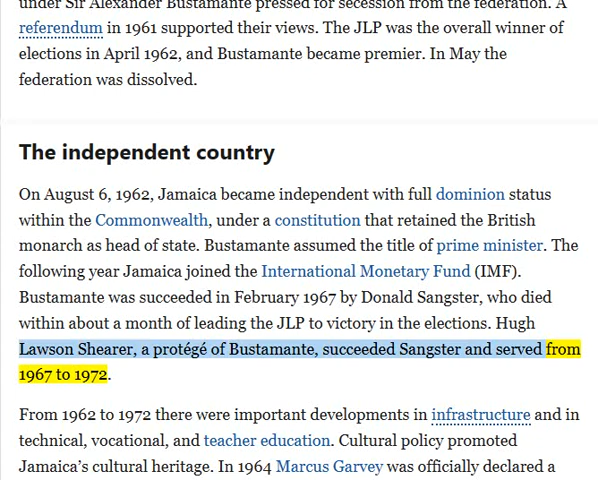 under Sir Alexander Bustamante pressed for secession from the federation. A
referendum in 1961 supported their views. The JLP was the overall winner of
elections in April 1962, and Bustamante became premier. In May the
federation was dissolved.
The independent country
On August 6, 1962, Jamaica became independent with full dominion status
within the Commonwealth, under a constitution that retained the British
monarch as head of state. Bustamante assumed the title of prime minister. The
following year Jamaica joined the International Monetary Fund (IMF).
Bustamante was succeeded in February 1967 by Donald Sangster, who died
within about a month of leading the JLP to victory in the elections. Hugh
Lawson Shearer, a protégé of Bustamante, succeeded Sangster and served from
1967 to 1972.
From 1962 to 1972 there were important developments in infrastructure and in
technical, vocational, and teacher education. Cultural policy promoted
Jamaica’s cultural heritage. In 1964 Marcus Garvey was officially declared a